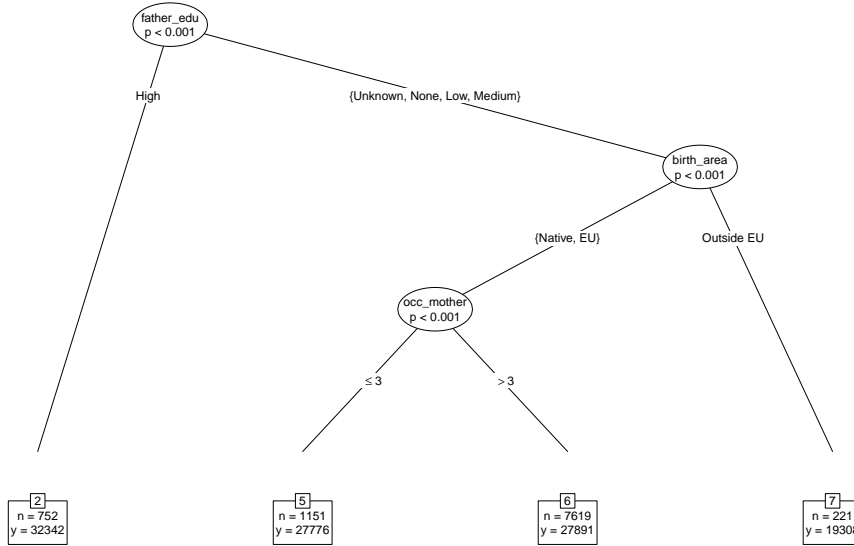 father_edu
p < 0.001
High
{Unknown, None, Low, Medium}
birth_area
p < 0.001
{Native, EU}
Outside EU
occ_mother
p < 0.001
≤ 3
> 3
2
n = 752
y = 32342
5
n = 1151
y = 27776
6
n = 7619
y = 27891
7
n = 221
y = 19308